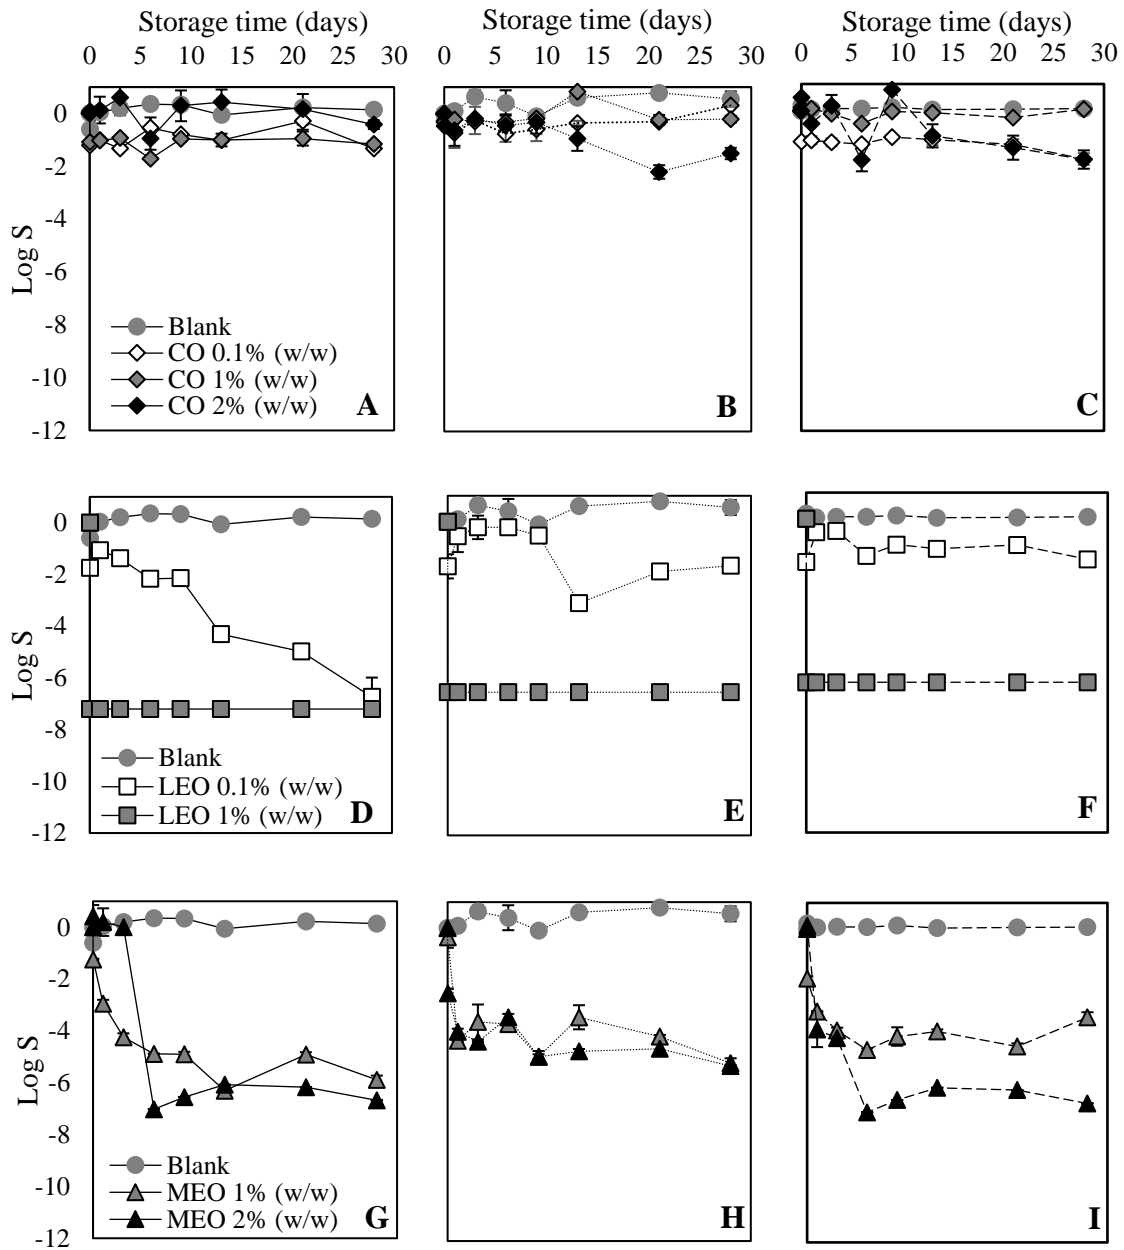 Storage time (days) Storage time (days) Storage time (days)
0 5 10 15 20 25 30 0 5 10 15 20 25 30 0 5 10 15 20 25 30
0
-2
-4
-6
-8
-10
-12
Log S
Blank
CO 0.1% (w/w)
CO 1% (w/w)
CO 2% (w/w)
A B C
0
-2
-4
-6
-8
-10
-12
Log S
Blank
LEO 0.1% (w/w)
LEO 1% (w/w)
D E F
0
-2
-4
-6
-8
-10
-12
Log S
Blank
MEO 1% (w/w)
MEO 2% (w/w)
G H I